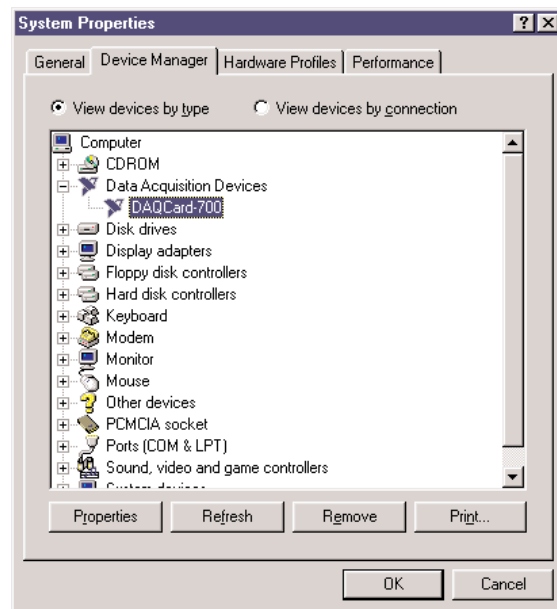 System Properties
General Device Manager Hardware Profiles Performance
View devices by type View devices by connection
Computer
CDROM
Data Acquisition Devices
DAQCard-700
Disk drives
Display adapters
Floppy disk controllers
Hard disk controllers
Keyboard
Modem
Monitor
Mouse
Other devices
PCMCIA socket
Ports (COM & LPT)
Sound, video and game controllers
System devices
Properties Refresh Remove Print...
OK Cancel